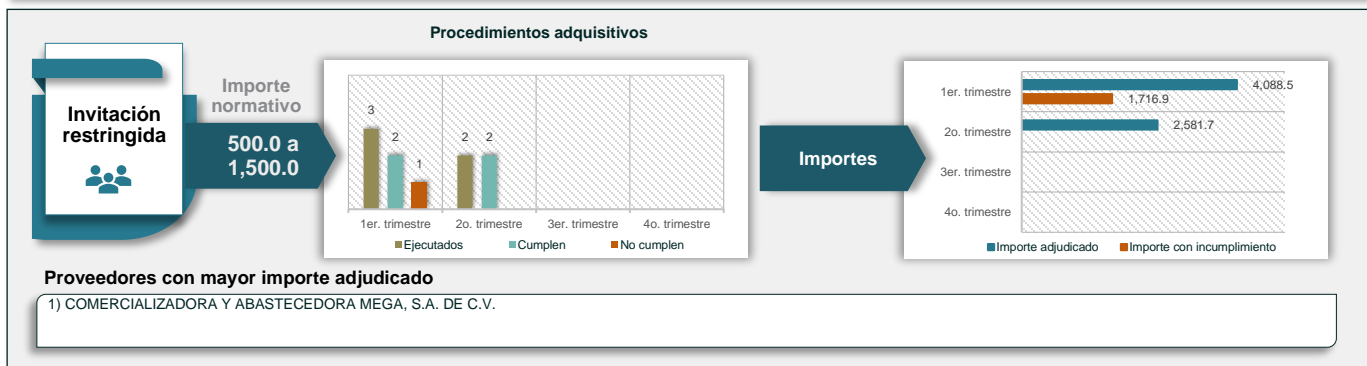 Procedimientos adquisitivos
Invitación
restringida
Importe
normativo
500.0 a
1,500.0
3
2
1
2
2
1er. trimestre
2o. trimestre
3er. trimestre
4o. trimestre
Ejecutados
Cumplen
No cumplen
Importes
1er. trimestre
4,088.5
1,716.9
2o. trimestre
2,581.7
3er. trimestre
4o. trimestre
Importe adjudicado
Importe con incumplimiento
Proveedores con mayor importe adjudicado
1) COMERCIALIZADORA Y ABASTECEDORA MEGA, S.A. DE C.V.